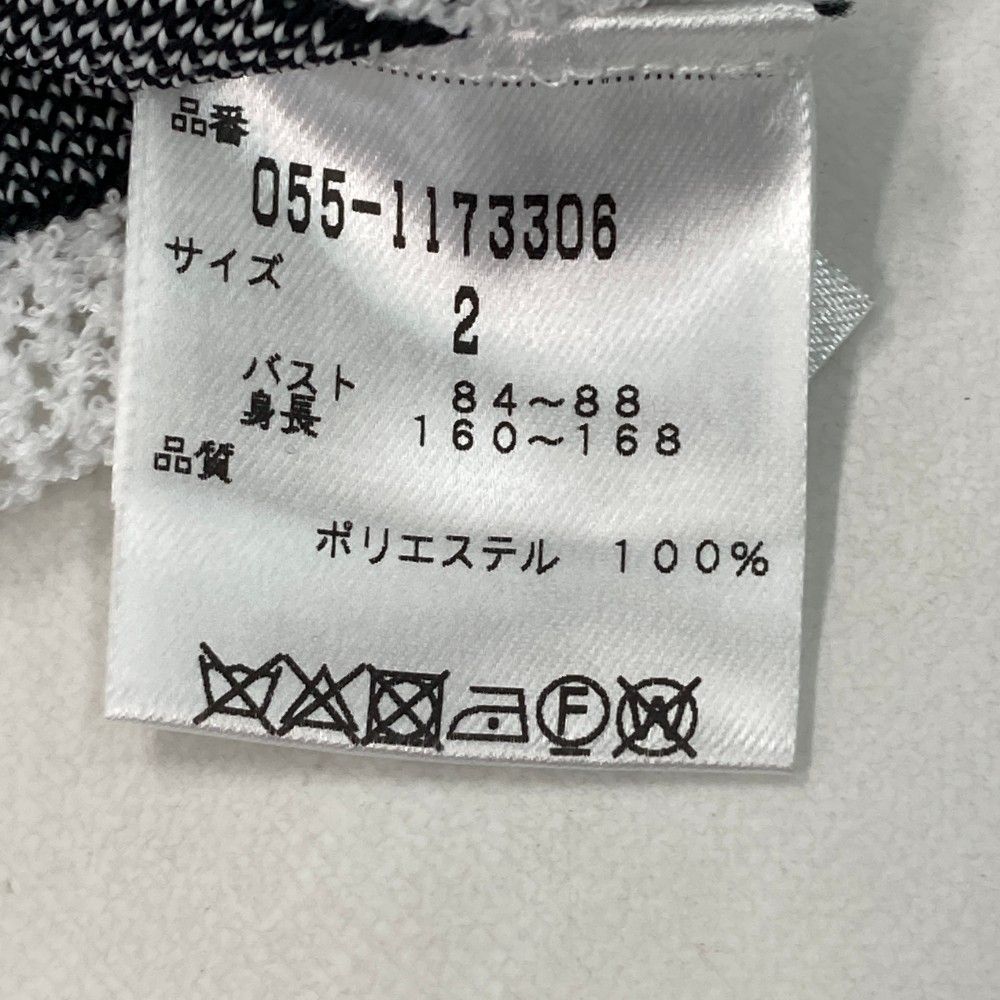 品番
055-1173306
サイズ
2
バスト 84～88
身長 160～168
品質
ポリエステル 100%
F
W